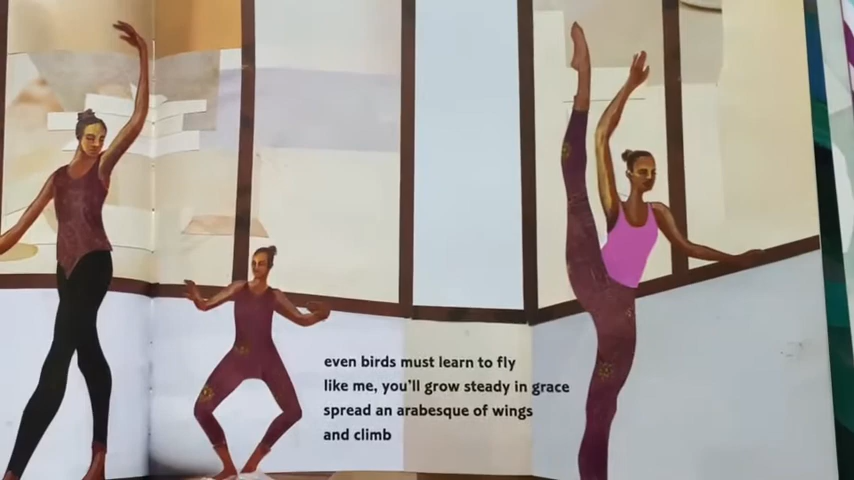 even birds must learn to fly
like me, you'll grow steady in grace
spread an arabesque of wings
and climb